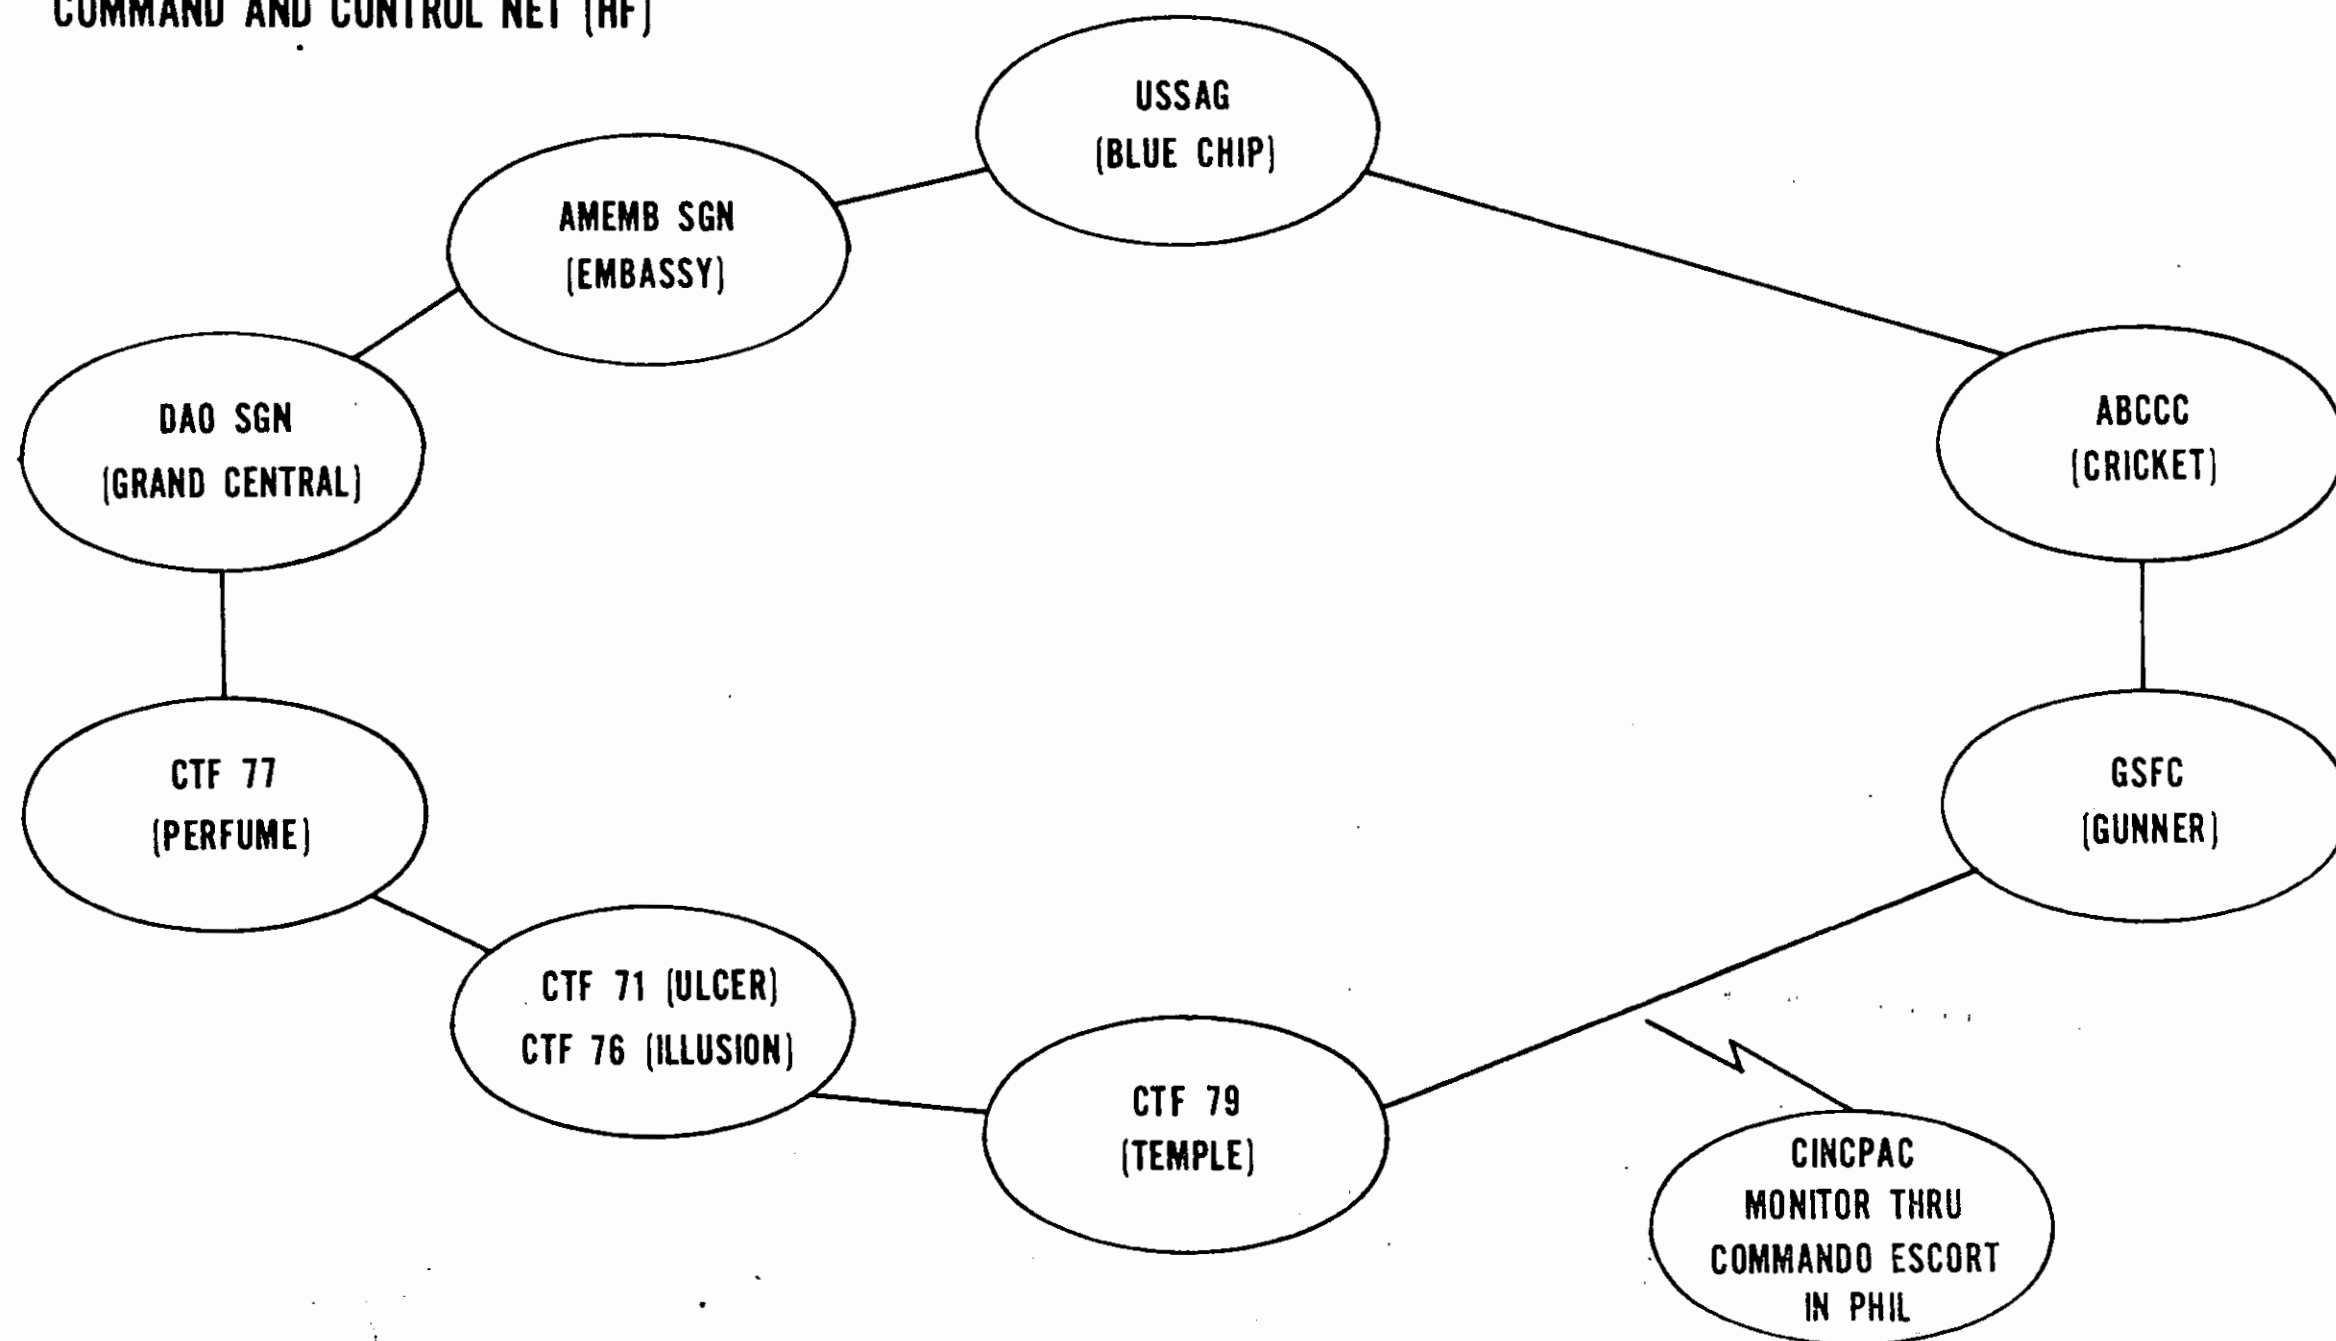 COMMAND AND CONTROL NET (HF)
USSAG
(BLUE CHIP)
AMEMB SGN
(EMBASSY)
ABCCC
(CRICKET)
DAO SGN
(GRAND CENTRAL)
CTF 77
(PERFUME)
GSFC
(GUNNER)
CTF 71 (ULCER)
CTF 76 (ILLUSION)
CTF 79
(TEMPLE)
CINCPAC
MONITOR THRU
COMMANDO ESCORT
IN PHIL